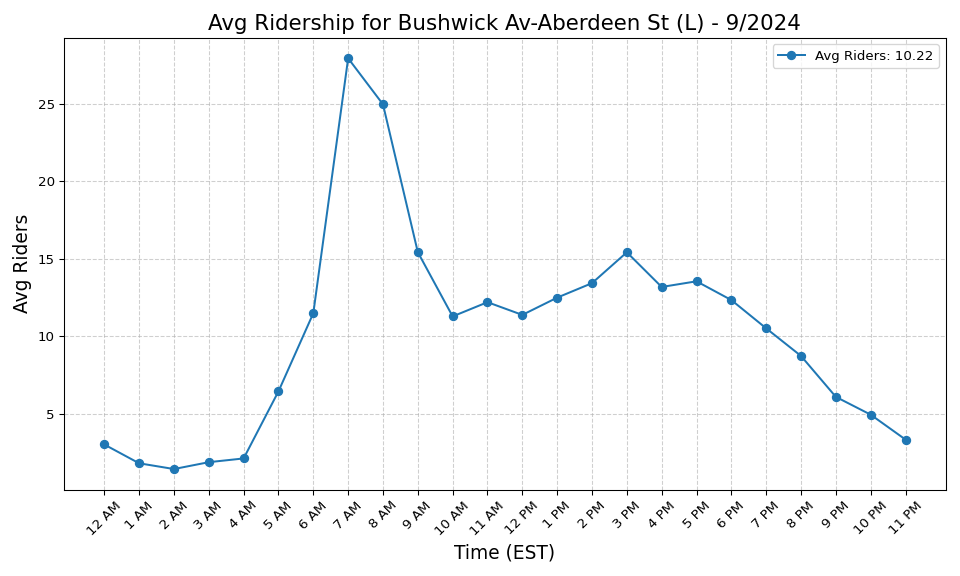 Avg Ridership for Bushwick Av-Aberdeen St (L) - 9/2024
Avg Riders: 10.22
Avg Riders
25
20
15
10
5
12 AM 1 AM 2 AM 3 AM 4 AM 5 AM 6 AM 7 AM 8 AM 9 AM 10 AM 11 AM 12 PM 1 PM 2 PM 3 PM 4 PM 5 PM 6 PM 7 PM 8 PM 9 PM 10 PM 11 PM
Time (EST)